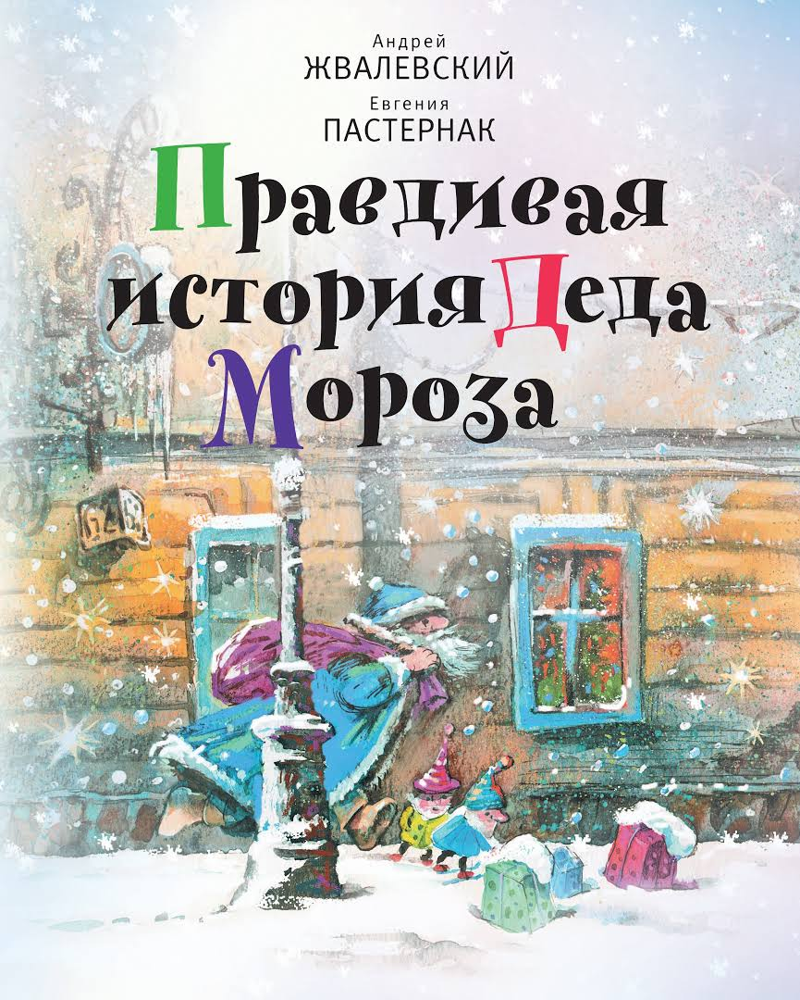 Андрей
ЖВАЛЕВСКИЙ
Евгения
ПАСТЕРНАК
Правдивая
история Деда
Мороза